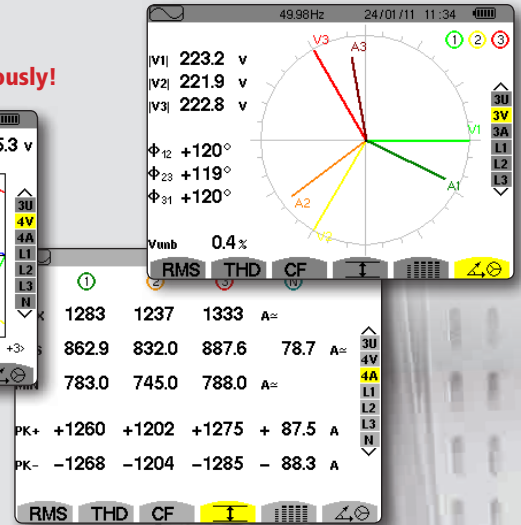 ously!
49.98Hz 24/01/11 11:34
1 2 3
|V1| 223.2 v
|V2| 221.9 v
|V3| 222.8 v
Φ12 +120°
Φ23 +119°
Φ31 +120°
Vunb 0.4 %
V3
A3
V1
A1
A2
V2
3U
3V
3A
L1
L2
L3
RMS THD CF
5.3 v
3U
4V
4A
L1
L2
L3
N
+3>
1 2 3 N
1283 1237 1333 A≃
862.9 832.0 887.6 78.7 A≃
MIN 783.0 745.0 788.0 A≃
PK+ +1260 +1202 +1275 + 87.5 A
PK- -1268 -1204 -1285 - 88.3 A
3U
4V
4A
L1
L2
L3
N
RMS THD CF